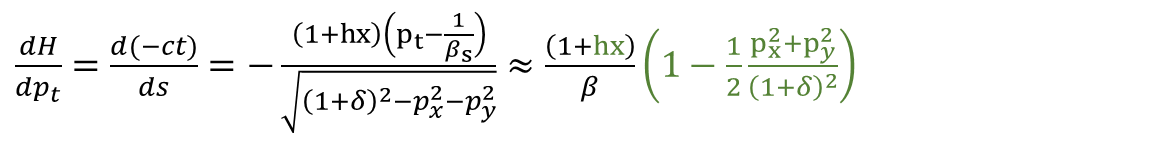 dH/dp_t = d(−ct)/ds = − (1+hx)(p_t − 1/β_s) / √((1+δ)² − p_x² − p_y²) ≈ (1+hx)/β (1 − 1/2 (p_x² + p_y²)/(1+δ)²)